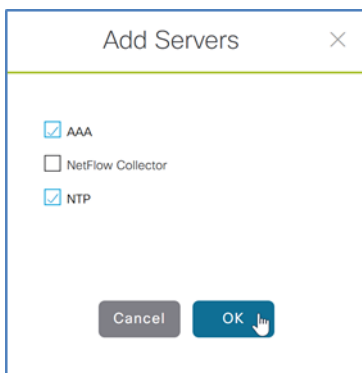 Add Servers
AAA
NetFlow Collector
NTP
Cancel
OK